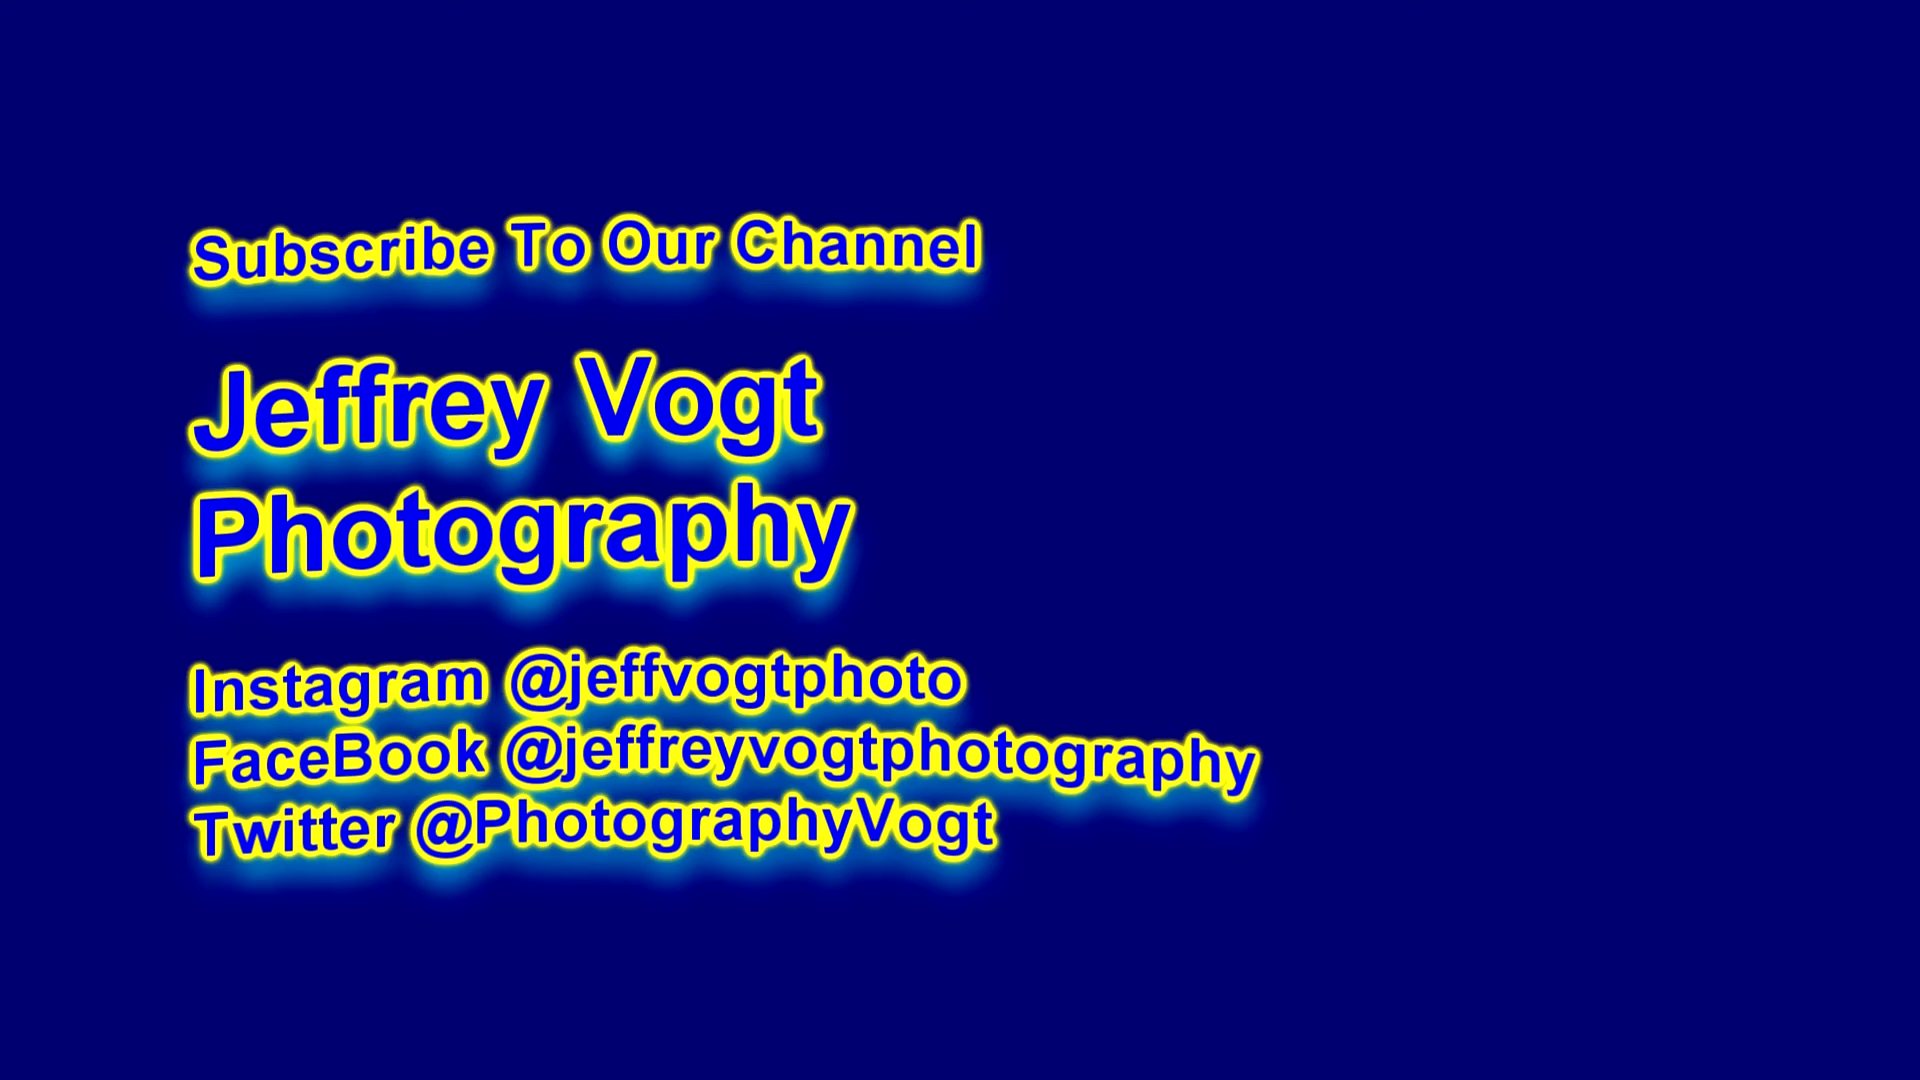 Subscribe To Our Channel
Jeffrey Vogt
Photography
Instagram @jeffvogtphoto
FaceBook @jeffreyvogtphotography
Twitter @PhotographyVogt